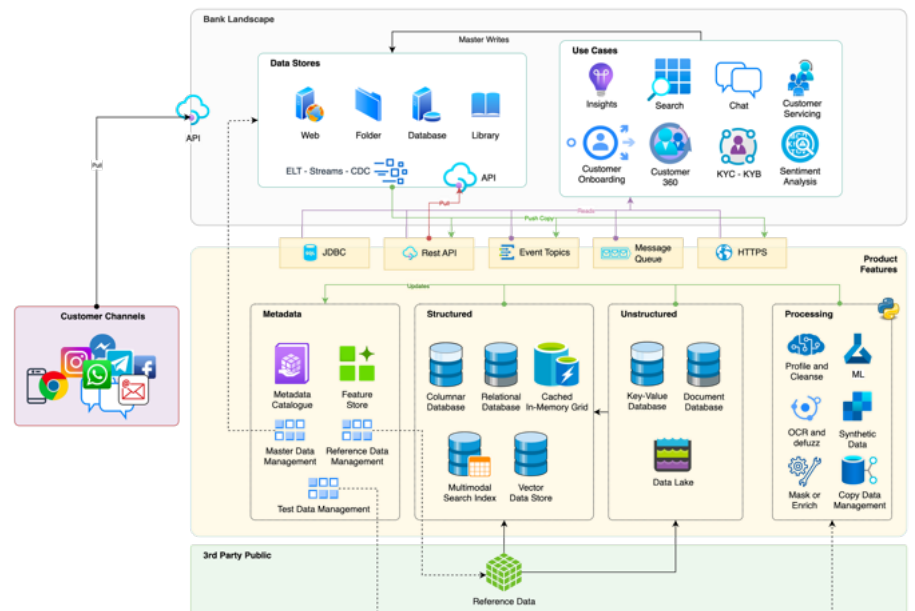 Bank Landscape
Master Writes
Data Stores
Use Cases
Web
Folder
Database
Library
Insights
Search
Chat
Customer
Servicing
ELT - Streams - CDC
API
Customer
Onboarding
Customer
360
KYC - KYB
Sentiment
Analysis
API
Pull
Pull
Reads
Push Copy
SQL
JDBC
Rest API
Event Topics
Message
Queue
HTTPS
Product
Features
Updates
Customer Channels
Metadata
Structured
Unstructured
Processing
Metadata
Catalogue
Feature
Store
Columnar
Database
Relational
Database
Cached
In-Memory Grid
Key-Value
Database
Document
Database
Profile and
Cleanse
ML
Master Data
Management
Reference Data
Management
OCR and
defuzz
Synthetic
Data
Test Data Management
Multimodal
Search Index
Vector
Data Store
Data Lake
Mask or
Enrich
Copy Data
Management
3rd Party Public
Reference Data